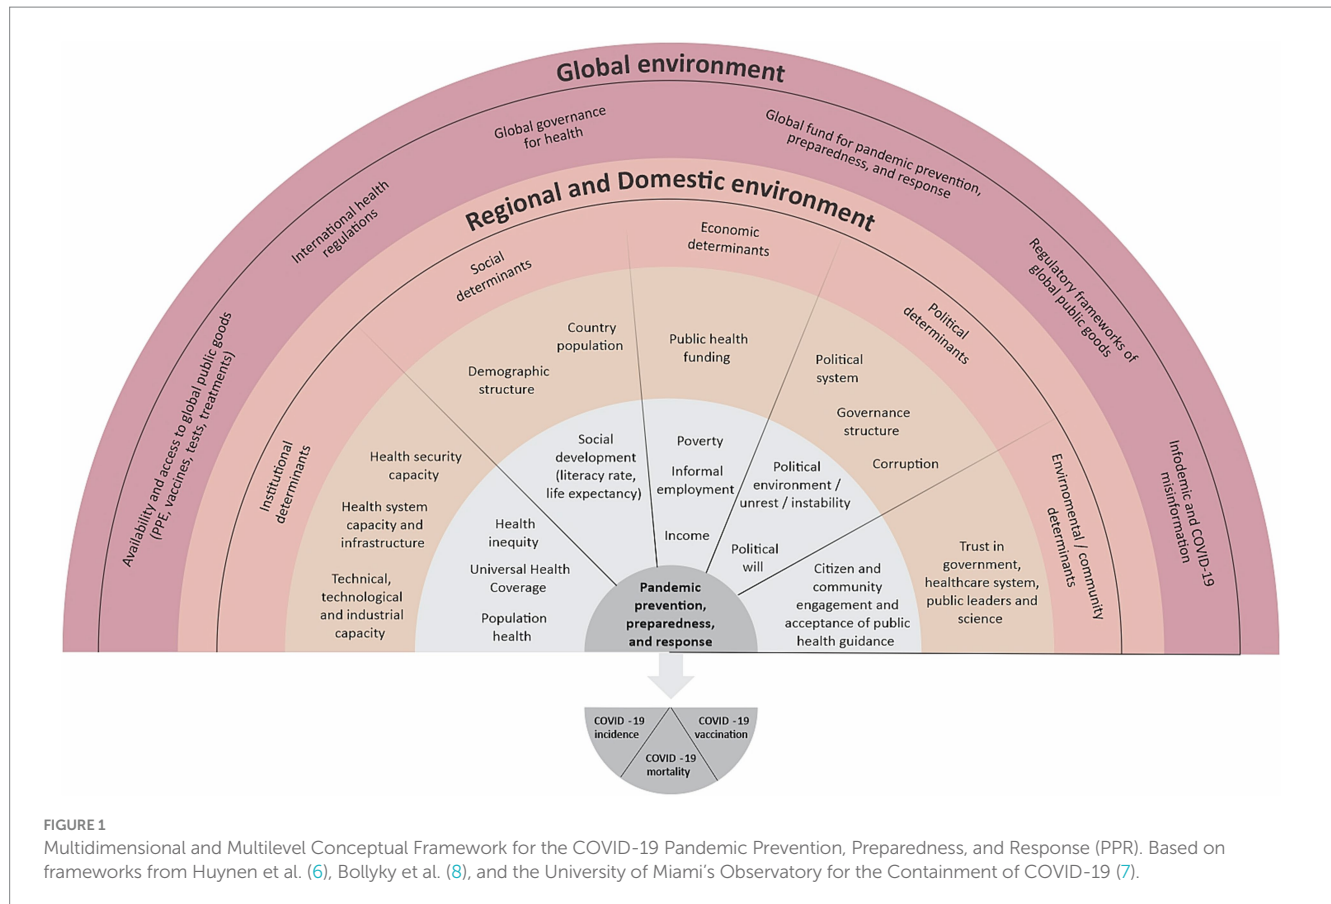 Global environment
Global governance
for health
Global fund for pandemic prevention,
preparedness, and response
International health
regulations
Regulatory frameworks of
global public goods
Availability and access to global public goods
(PPE, vaccines, tests, treatments)
Infodemic and COVID-19
misinformation
Regional and Domestic environment
Institutional
determinants
Social
determinants
Economic
determinants
Political
determinants
Envirnomental / community
determinants
Health security
capacity
Health system
capacity and
infrastructure
Technical,
technological
and industrial
capacity
Demographic
structure
Country
population
Public health
funding
Political
system
Governance
structure
Corruption
Trust in
government,
healthcare system,
public leaders and
science
Health
inequity
Universal Health
Coverage
Population
health
Social
development
(literacy rate,
life expectancy)
Poverty
Informal
employment
Income
Political
environment /
unrest / instability
Political
will
Citizen and
community
engagement and
acceptance of public
health guidance
Pandemic
prevention,
preparedness,
and response
COVID -19
incidence
COVID -19
mortality
COVID -19
vaccination
FIGURE 1
Multidimensional and Multilevel Conceptual Framework for the COVID-19 Pandemic Prevention, Preparedness, and Response (PPR). Based on
frameworks from Huynen et al. (6), Bollyky et al. (8), and the University of Miami's Observatory for the Containment of COVID-19 (7).